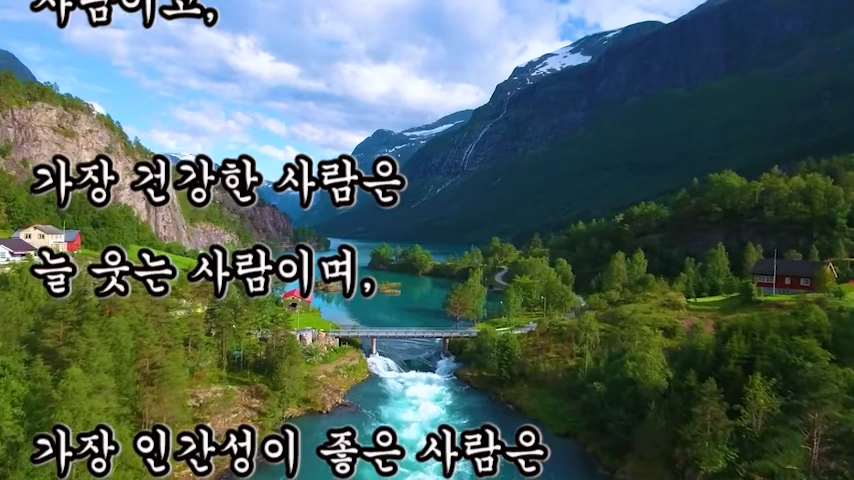 사람이고,
가장 건강한 사람은
늘 웃는 사람이며,
가장 인간성이 좋은 사람은